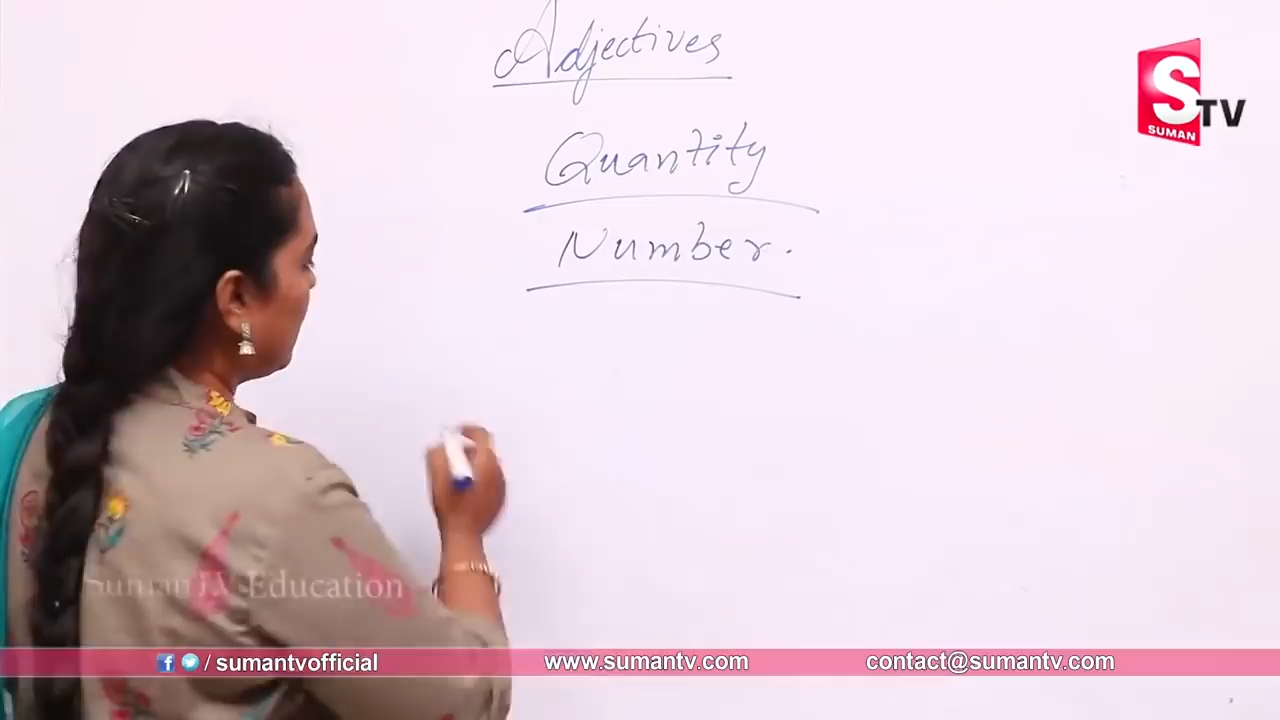 Adjectives
Quantity
Number.
S TV
SUMAN
SumanTV Education
/ sumantvofficial
www.sumantv.com
contact@sumantv.com